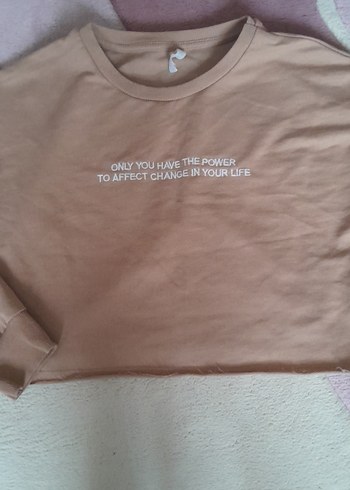 ONLY YOU HAVE THE POWER
TO AFFECT CHANGE IN YOUR LIFE